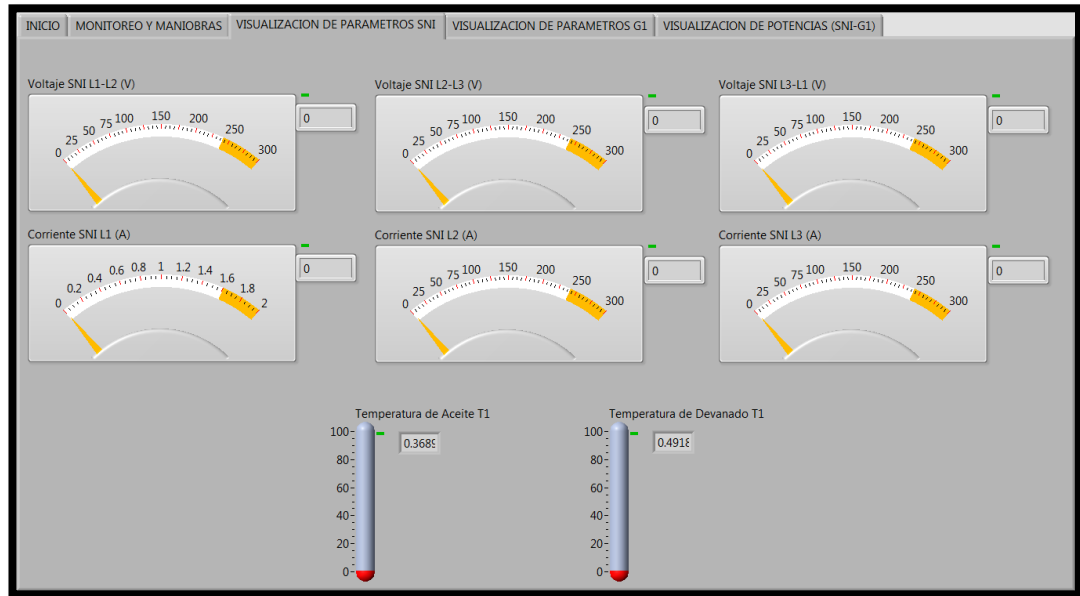 INICIO MONITOREO Y MANIOBRAS VISUALIZACION DE PARAMETROS SNI VISUALIZACION DE PARAMETROS G1 VISUALIZACION DE POTENCIAS (SNI-G1)
Voltaje SNI L1-L2 (V) Voltaje SNI L2-L3 (V) Voltaje SNI L3-L1 (V)
0 25 50 75 100 150 200 250 300 0
0 25 50 75 100 150 200 250 300 0
0 25 50 75 100 150 200 250 300 0
Corriente SNI L1 (A) Corriente SNI L2 (A) Corriente SNI L3 (A)
0 0.2 0.4 0.6 0.8 1 1.2 1.4 1.6 1.8 2 0
0 25 50 75 100 150 200 250 300 0
0 25 50 75 100 150 200 250 300 0
Temperatura de Aceite T1 Temperatura de Devanado T1
100 100
80 80
60 60
40 40
20 20
0 0